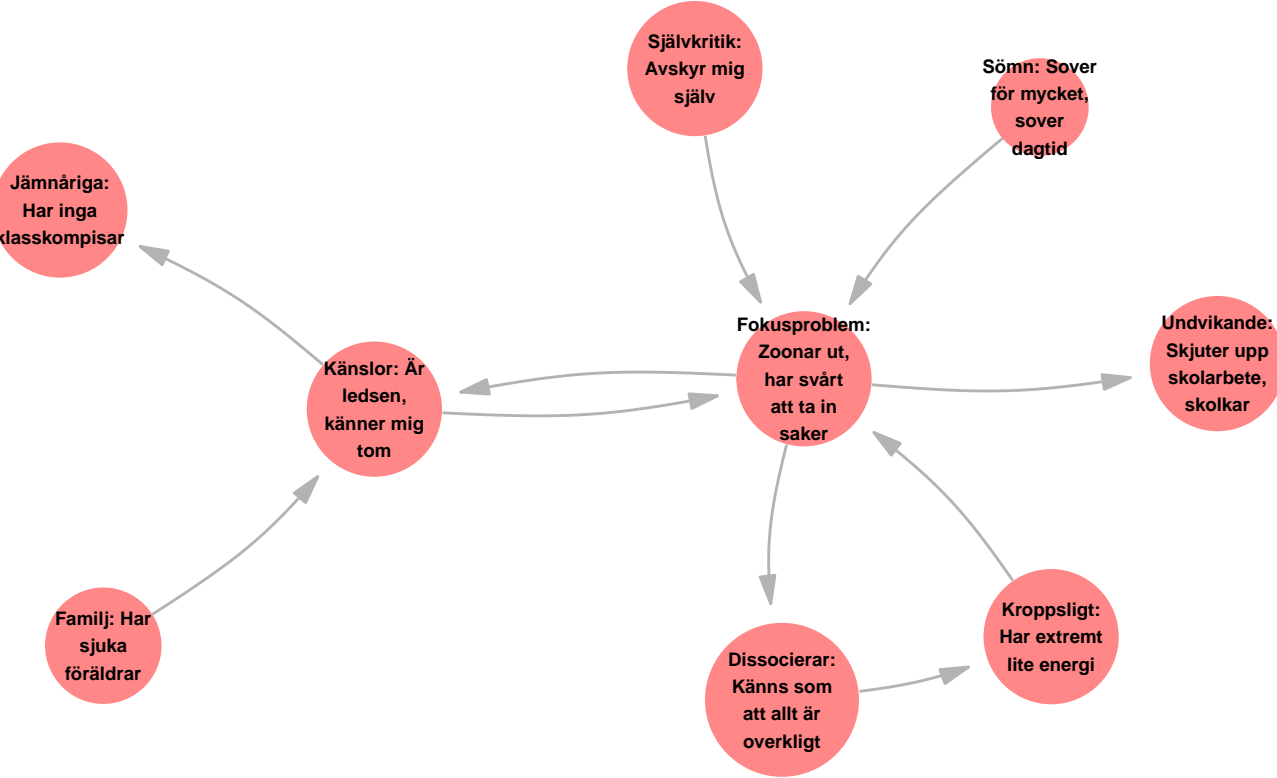 Självkritik:
Avskyr mig
själv
Sömn: Sover
för mycket,
sover
dagtid
Jämnåriga:
Har inga
klasskompisar
Fokusproblem:
Zoonar ut,
har svårt
att ta in
saker
Undvikande:
Skjuter upp
skolarbete,
skolkar
Känslor: Är
ledsen,
känner mig
tom
Familj: Har
sjuka
föräldrar
Dissocierar:
Känns som
att allt är
overkligt
Kroppsligt:
Har extremt
lite energi